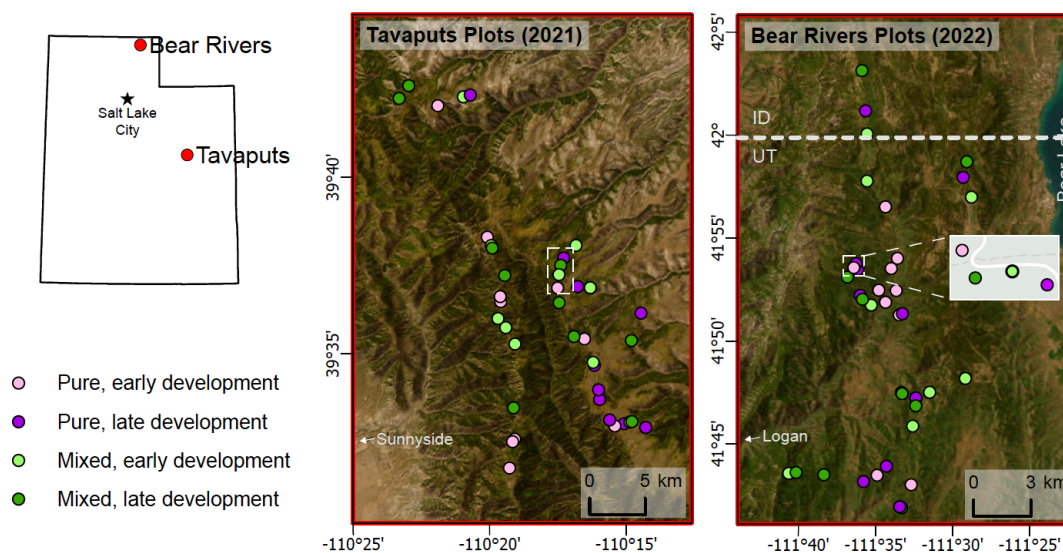 Bear Rivers
Salt Lake
City
Tavaputs
Pure, early development
Pure, late development
Mixed, early development
Mixed, late development
Tavaputs Plots (2021)
39°40'
39°35'
Sunnyside
0 5 km
-110°25' -110°20' -110°15'
Bear Rivers Plots (2022)
42°5'
ID
42°
UT
Bear Lake
41°55'
41°50'
41°45'
Logan
0 3 km
-111°40' -111°35' -111°30' -111°25'